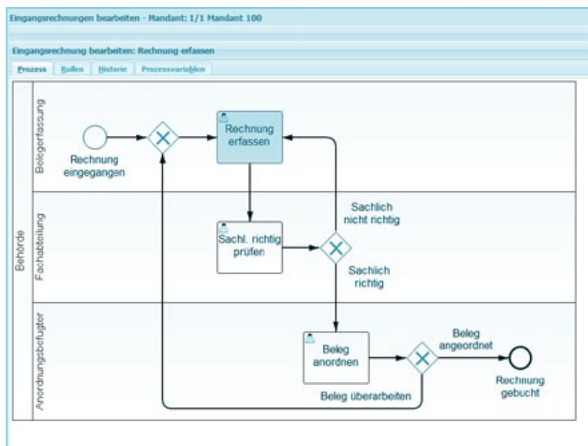 Eingangsrechnungen bearbeiten - Mandant: 1/1 Mandant 100
Eingangsrechnung bearbeiten: Rechnung erfassen
Prozess Rollen Historie Prozessvariablen
Behörde
Belegerfassung
Rechnung
eingegangen
Rechnung
erfassen
Fachabteilung
Sachl. richtig
prüfen
Sachlich
nicht richtig
Sachlich
richtig
Anordnungsbefugter
Beleg
anordnen
Beleg
angeordnet
Beleg überarbeiten
Rechnung
gebucht